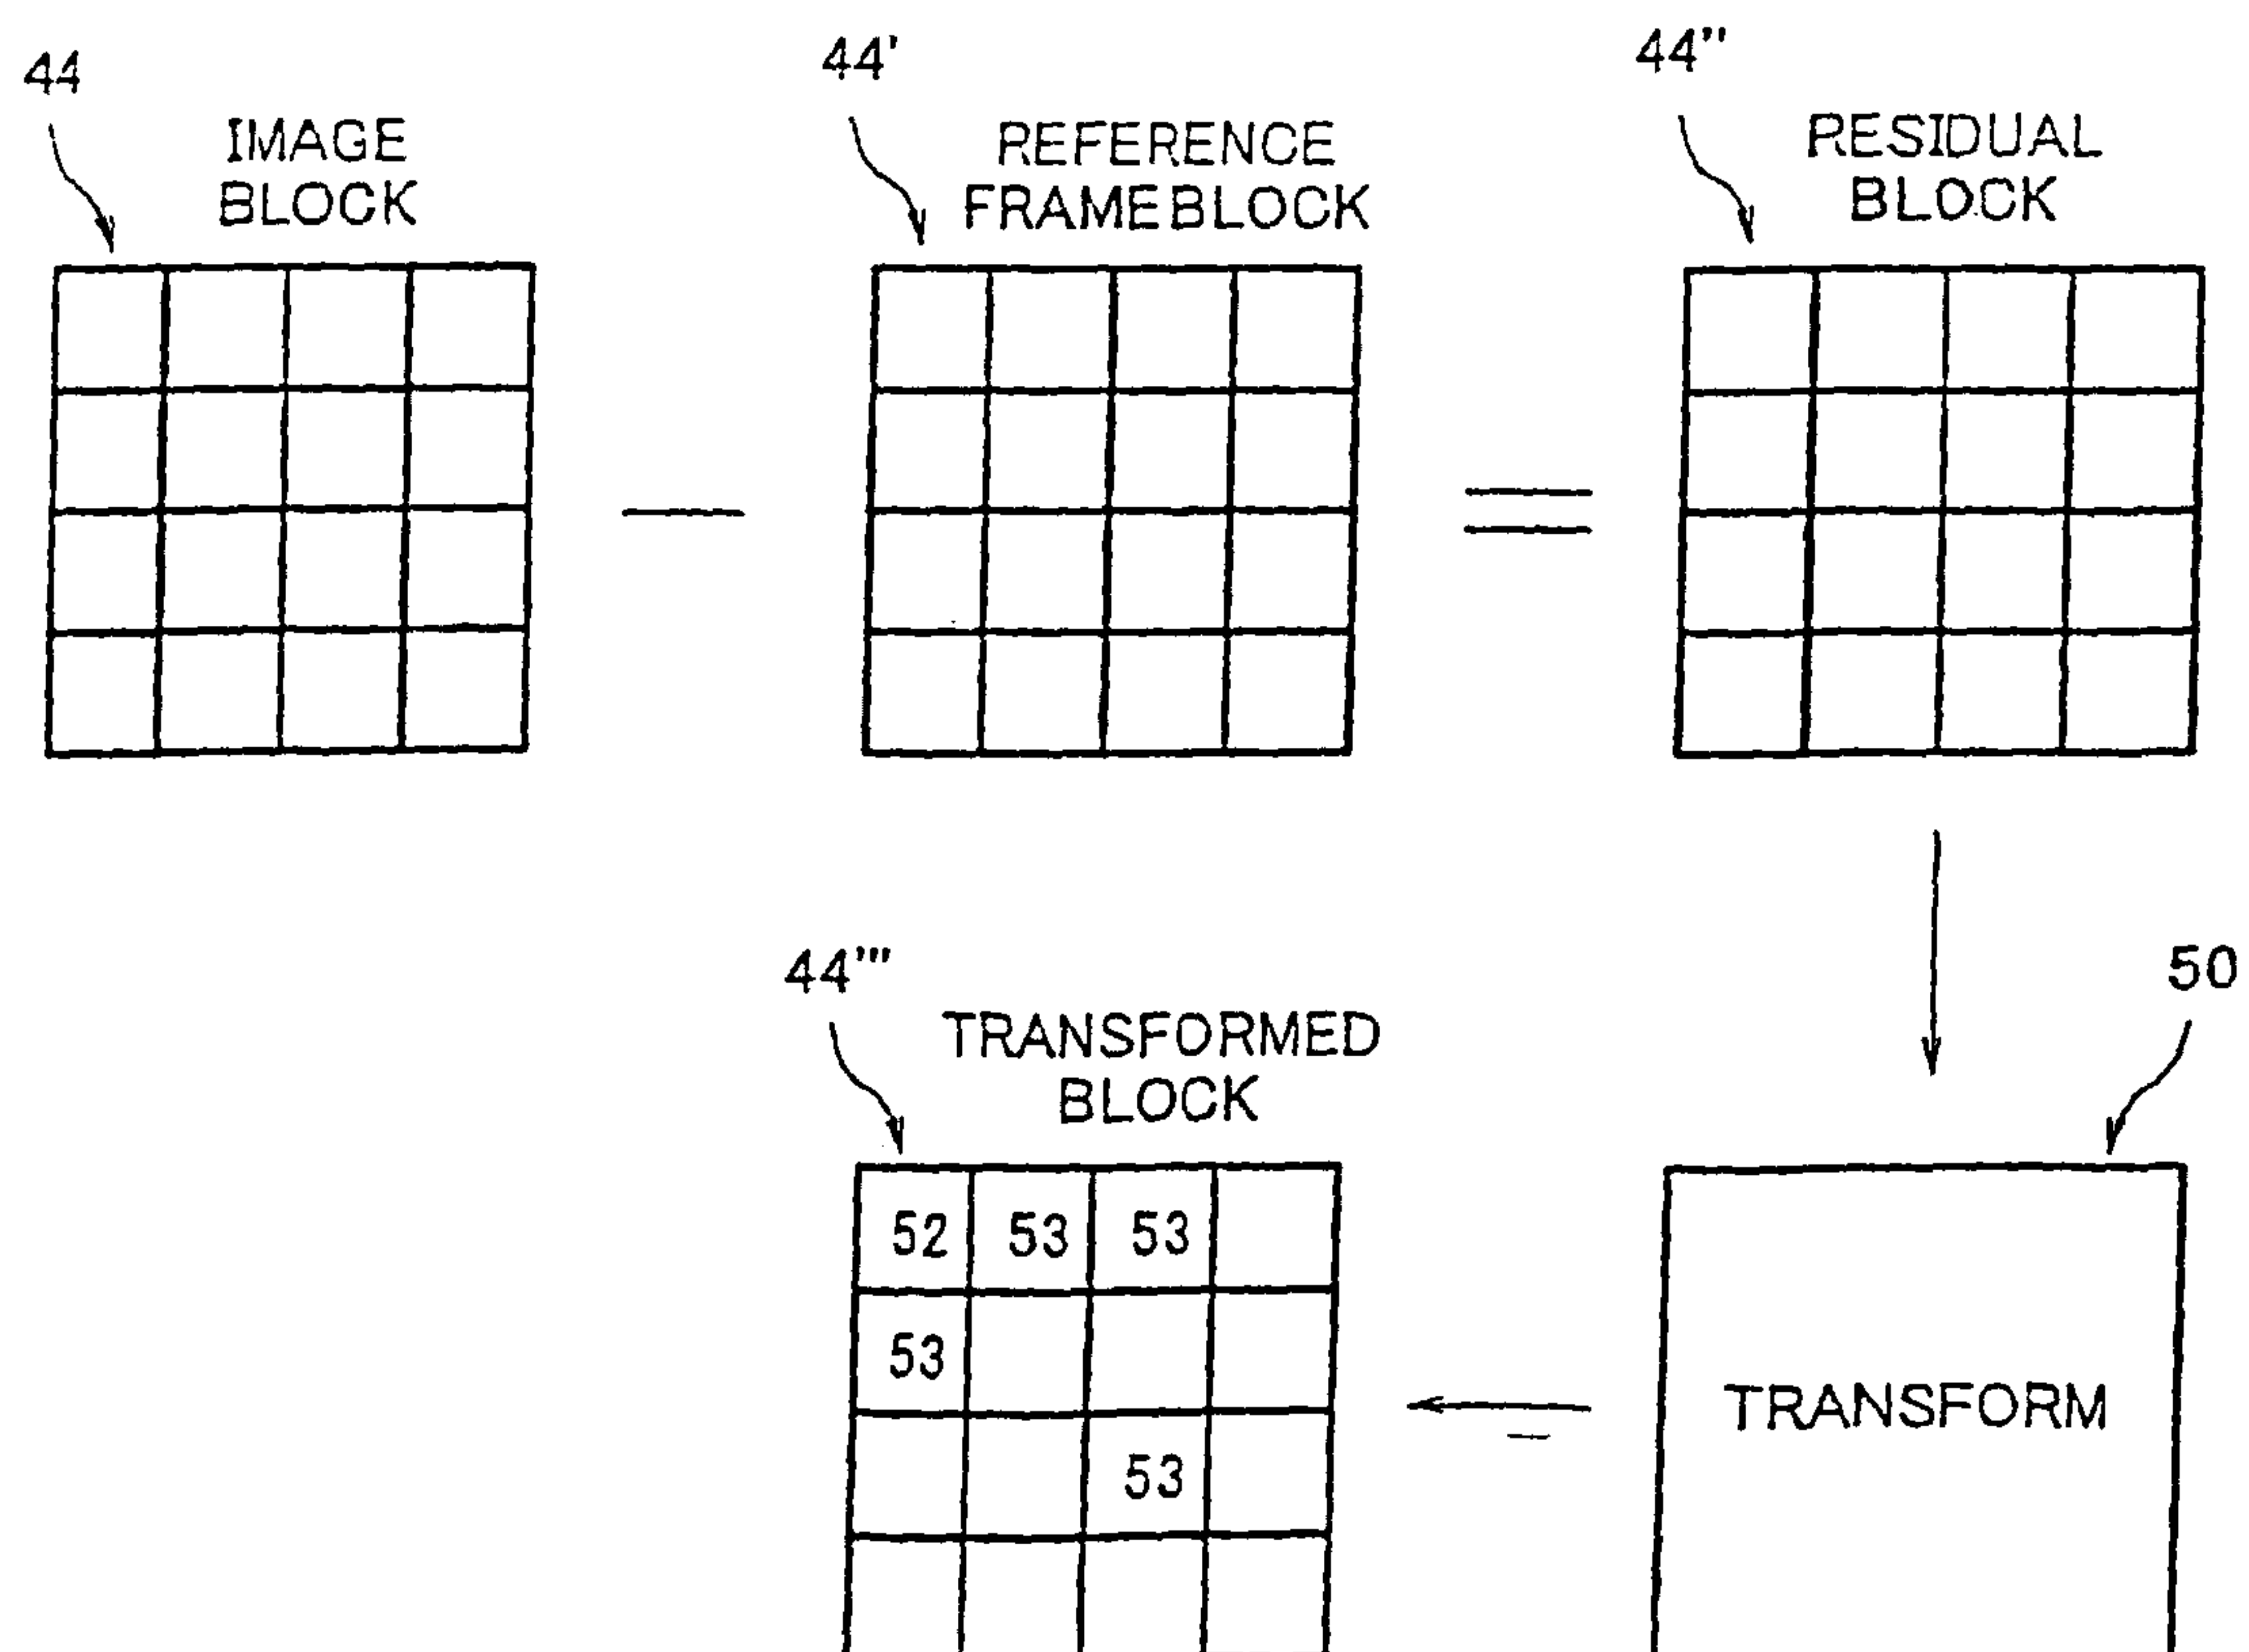 44
IMAGE
BLOCK
44'
REFERENCE
FRAME BLOCK
44''
RESIDUAL
BLOCK
44'''
TRANSFORMED
BLOCK
50
52 53 53
53
53
TRANSFORM